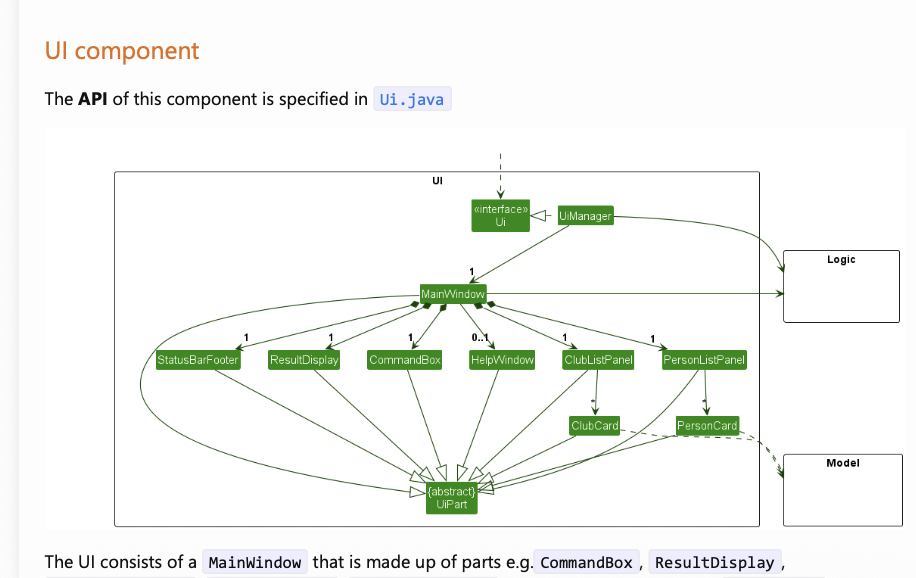 UI component
The API of this component is specified in Ui.java
UI
«interface»
Ui
UiManager
Logic
1
MainWindow
1
1
1
0..1
1
1
StatusBarFooter
ResultDisplay
CommandBox
HelpWindow
ClubListPanel
PersonListPanel
*
*
ClubCard
PersonCard
Model
{abstract}
UiPart
The UI consists of a MainWindow that is made up of parts e.g. CommandBox, ResultDisplay,